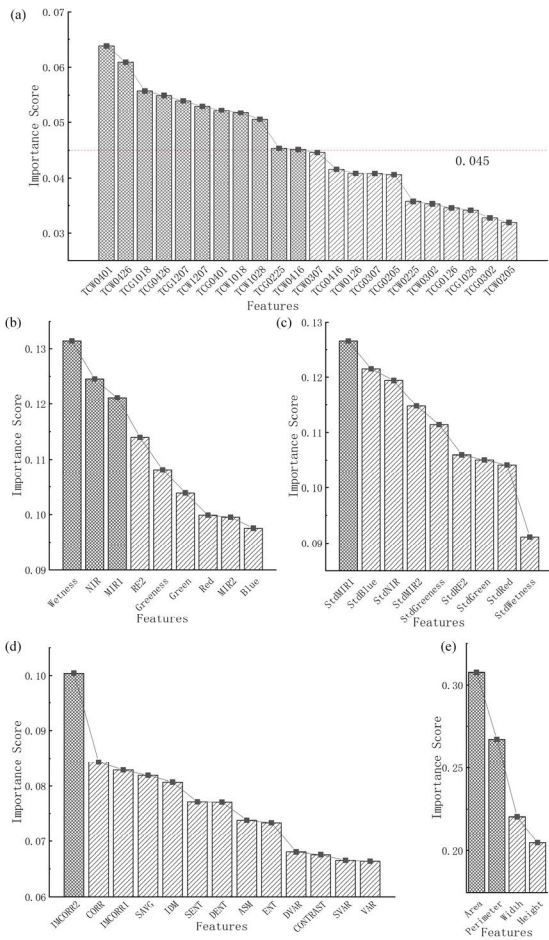 (a)
0.07
0.06
0.05
0.04
0.03
Importance Score
0.045
TCW0401
TCW0426
TCG1018
TCG0426
TCG1207
TCW1207
TCG0401
TCW1018
TCW1028
TCG0225
TCW0416
TCW0307
TCG0416
TCW0126
TCG0307
TCG0205
TCW0225
TCW0302
TCG0126
TCG1028
TCG0302
TCW0205
Features
(b)
0.13
0.12
0.11
0.10
0.09
Importance Score
Wetness
NIR
MIR1
RE2
Greeness
Green
Red
MIR2
Blue
Features
(c)
0.13
0.12
0.11
0.10
0.09
Importance Score
StdMIR1
StdBlue
StdNIR
StdMIR2
StdGreeness
StdRE2
StdGreen
StdRed
StdWetness
Features
(d)
0.10
0.09
0.08
0.07
0.06
Importance Score
IMCORR2
CORR
IMCORR1
SAVG
IDM
SENT
DENT
ASM
ENT
DVAR
CONTRAST
SVAR
VAR
Features
(e)
0.30
0.25
0.20
Importance Score
Area
Perimeter
Width
Height
Features